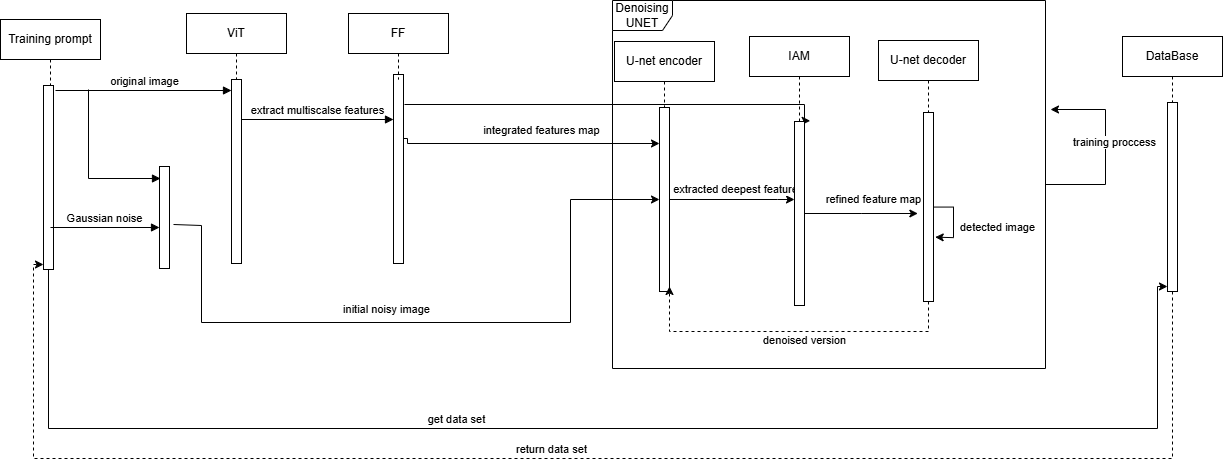 Denoising
UNET
Training prompt
ViT
FF
U-net encoder
IAM
U-net decoder
DataBase
original image
extract multiscalse features
integrated features map
training proccess
extracted deepest feature
refined feature map
Gaussian noise
detected image
initial noisy image
denoised version
get data set
return data set